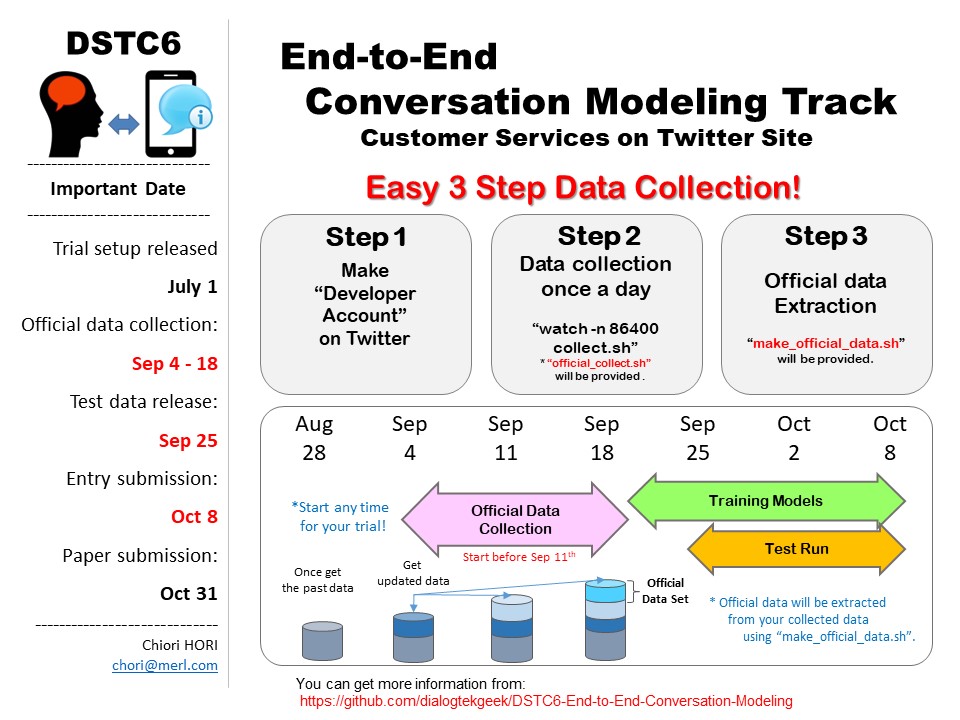 DSTC6
i
------------------------------
Important Date
------------------------------
Trial setup released
July 1
Official data collection:
Sep 4 - 18
Test data release:
Sep 25
Entry submission:
Oct 8
Paper submission:
Oct 31
------------------------------
Chiori HORI
chori@merl.com
End-to-End
Conversation Modeling Track
Customer Services on Twitter Site
Easy 3 Step Data Collection!
Step 1
Make
“Developer
Account”
on Twitter
Step 2
Data collection
once a day
“watch -n 86400
collect.sh”
* “official_collect.sh”
will be provided .
Step 3
Official data
Extraction
“make_official_data.sh”
will be provided.
Aug 28
Sep 4
Sep 11
Sep 18
Sep 25
Oct 2
Oct 8
*Start any time
for your trial!
Official Data
Collection
Start before Sep 11th
Training Models
Test Run
Once get
the past data
Get
updated data
Official
Data Set
* Official data will be extracted
from your collected data
using “make_official_data.sh”.
You can get more information from:
https://github.com/dialogtekgeek/DSTC6-End-to-End-Conversation-Modeling